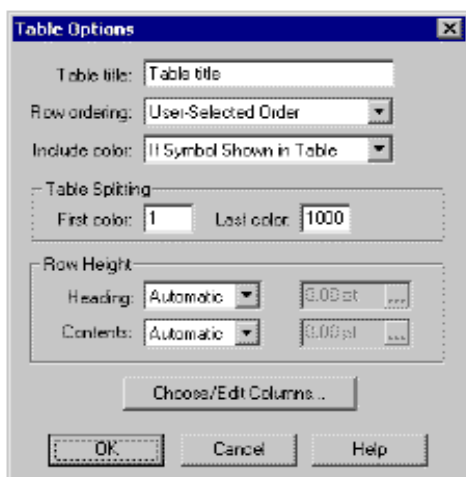 Table Options
Table title: Table title
Row ordering: User-Selected Order
Include color: If Symbol Shown in Table
Table Splitting
First color: 1 Last color: 1000
Row Height
Heading: Automatic 0.00 pt ...
Contents: Automatic 0.00 pt ...
Choose/Edit Columns...
OK Cancel Help